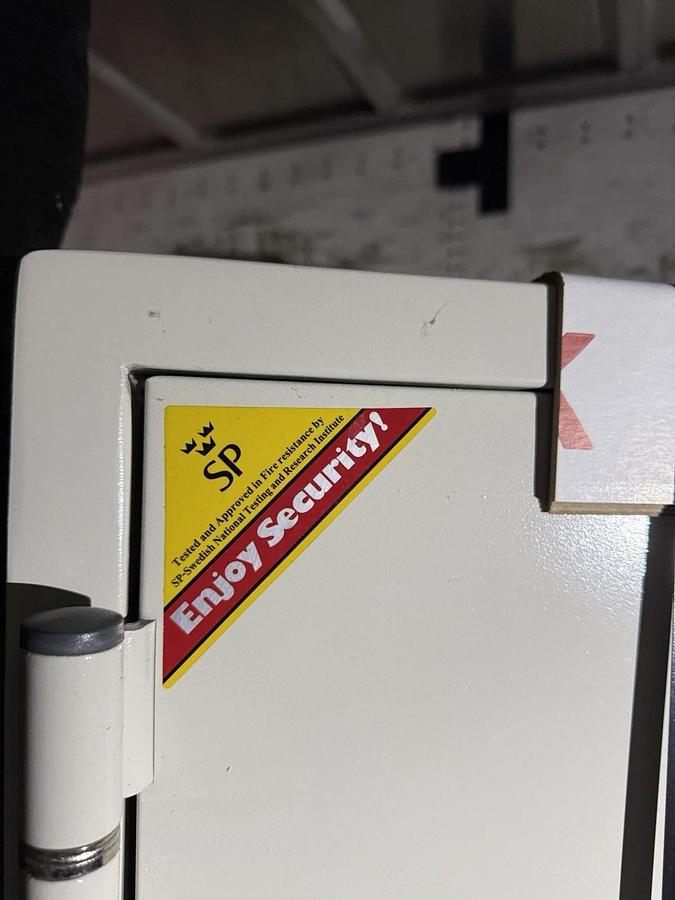 SP
Tested and Approved in Fire resistance by
SP-Swedish National Testing and Research Institute
Enjoy Security!